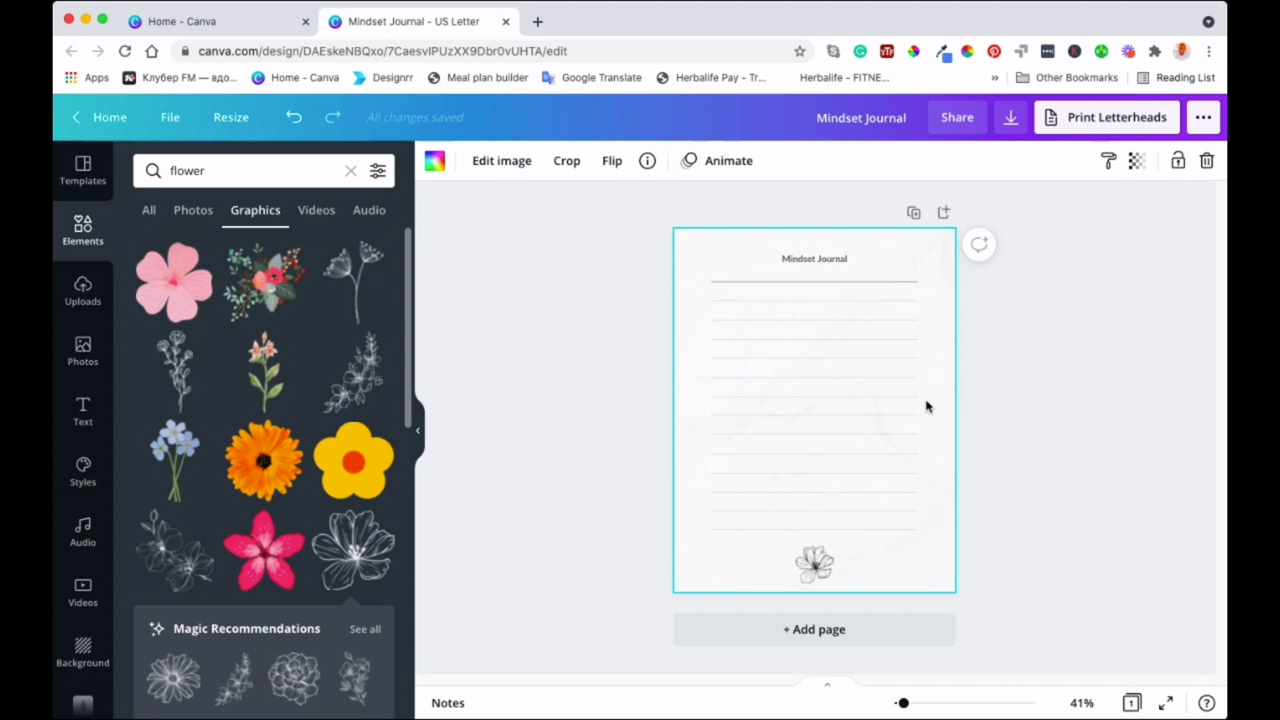 Home - Canva
Mindset Journal - US Letter
canva.com/design/DAEskeNBQxo/7CaesvIPUzXX9Dbr0vUHTA/edit
Apps
Клубер FM — вдо...
Home - Canva
Designrr
Meal plan builder
Google Translate
Herbalife Pay - Tr...
Herbalife - FITNE...
»
Other Bookmarks
Reading List
Home
File
Resize
All changes saved
Mindset Journal
Share
Print Letterheads
Templates
Elements
Uploads
Photos
Text
Styles
Audio
Videos
Background
flower
All
Photos
Graphics
Videos
Audio
Magic Recommendations
See all
Edit image
Crop
Flip
Animate
Mindset Journal
+ Add page
Notes
41%
1